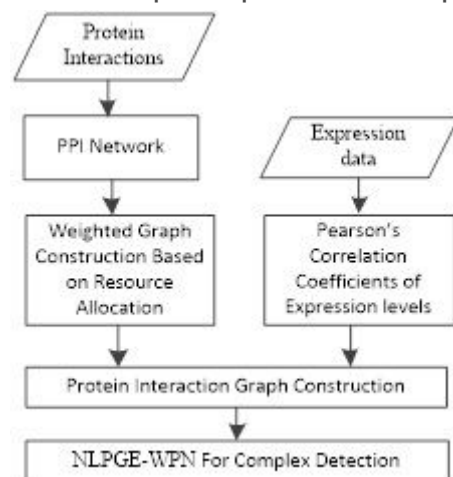 Protein
Interactions
PPI Network
Weighted Graph
Construction Based
on Resource
Allocation
Expression
data
Pearson's
Correlation
Coefficients of
Expression levels
Protein Interaction Graph Construction
NLPGE-WPN For Complex Detection